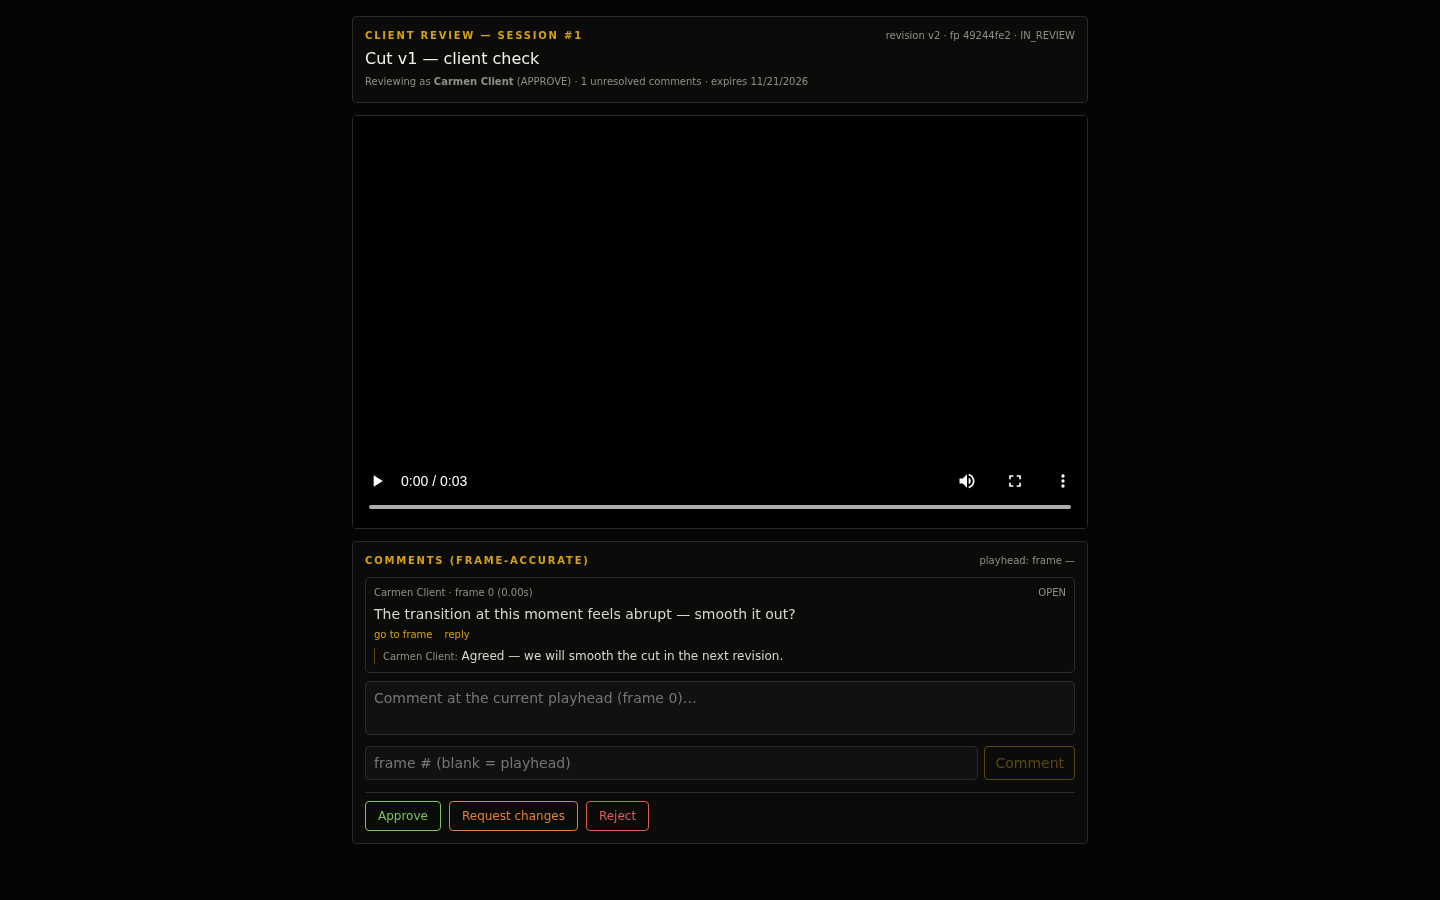 CLIENT REVIEW — SESSION #1
revision v2 · fp 49244fe2 · IN_REVIEW
Cut v1 — client check
Reviewing as Carmen Client (APPROVE) · 1 unresolved comments · expires 11/21/2026
0:00 / 0:03
COMMENTS (FRAME-ACCURATE)
playhead: frame —
Carmen Client · frame 0 (0.00s)
OPEN
The transition at this moment feels abrupt — smooth it out?
go to frame reply
Carmen Client: Agreed — we will smooth the cut in the next revision.
Comment at the current playhead (frame 0)…
frame # (blank = playhead)
Comment
Approve
Request changes
Reject